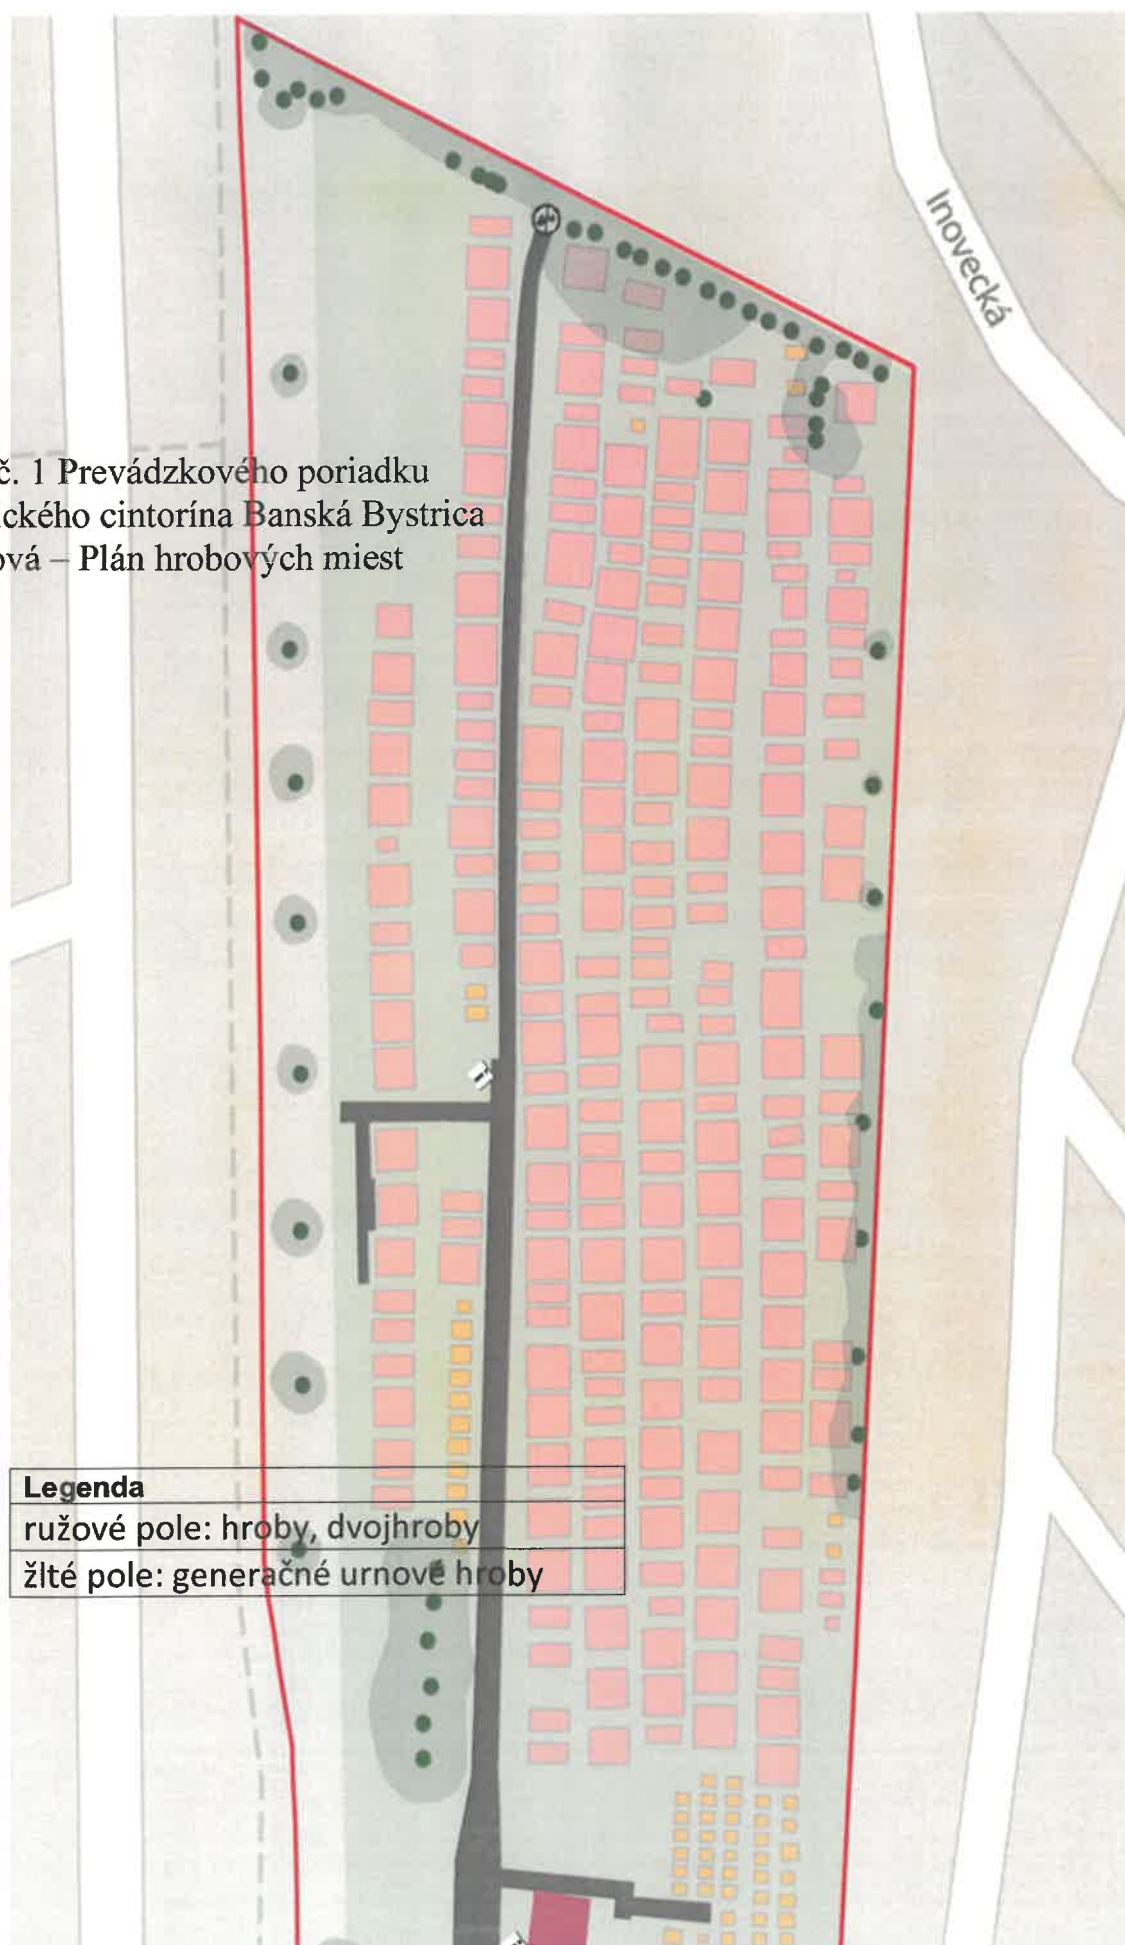 Inovecká
č. 1 Prevádzkového poriadku
ckého cintorína Banská Bystrica
ová – Plán hrobových miest
Legenda
ružové pole: hroby, dvojhroby
žlté pole: generačné urnové hroby